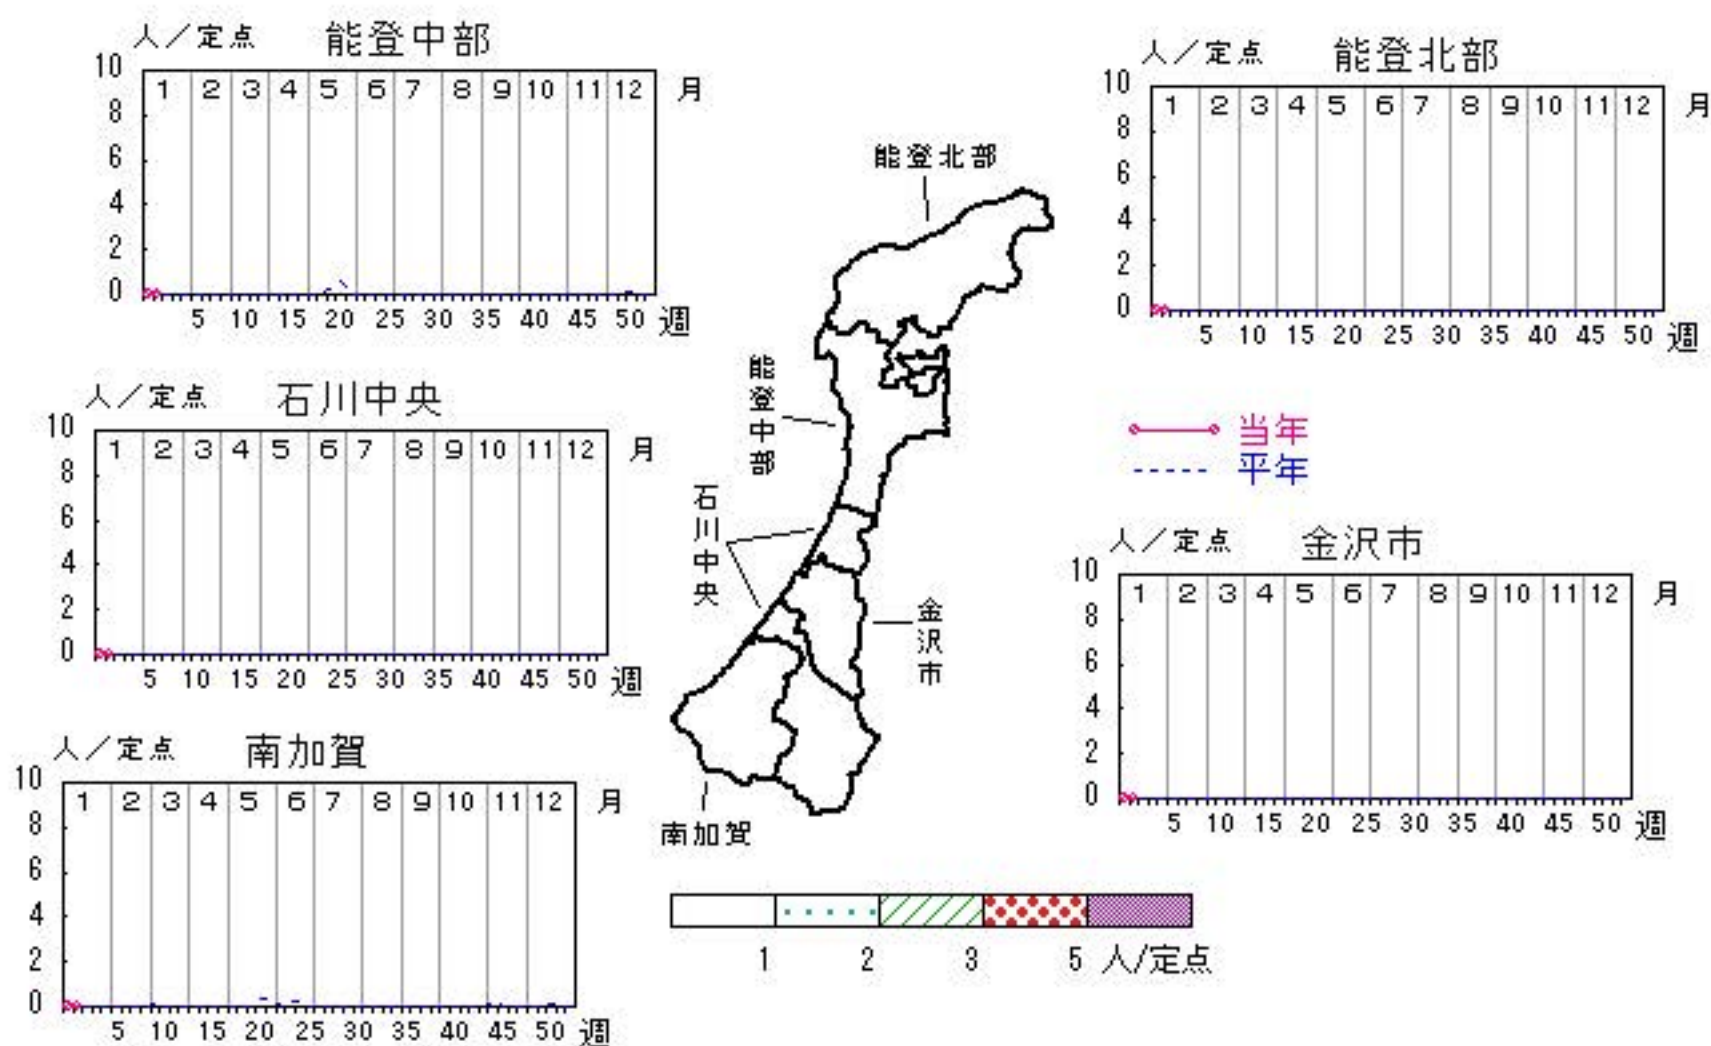 人／定点 能登中部
10 8 6 4 2 0
1 2 3 4 5 6 7 8 9 10 11 12 月
5 10 15 20 25 30 35 40 45 50 週
人／定点 能登北部
10 8 6 4 2 0
1 2 3 4 5 6 7 8 9 10 11 12 月
5 10 15 20 25 30 35 40 45 50 週
人／定点 石川中央
10 8 6 4 2 0
1 2 3 4 5 6 7 8 9 10 11 12 月
5 10 15 20 25 30 35 40 45 50 週
当年
平年
人／定点 金沢市
10 8 6 4 2 0
1 2 3 4 5 6 7 8 9 10 11 12 月
5 10 15 20 25 30 35 40 45 50 週
人／定点 南加賀
10 8 6 4 2 0
1 2 3 4 5 6 7 8 9 10 11 12 月
5 10 15 20 25 30 35 40 45 50 週
能登北部
能登中部
石川中央
金沢市
南加賀
1 2 3 5 人/定点